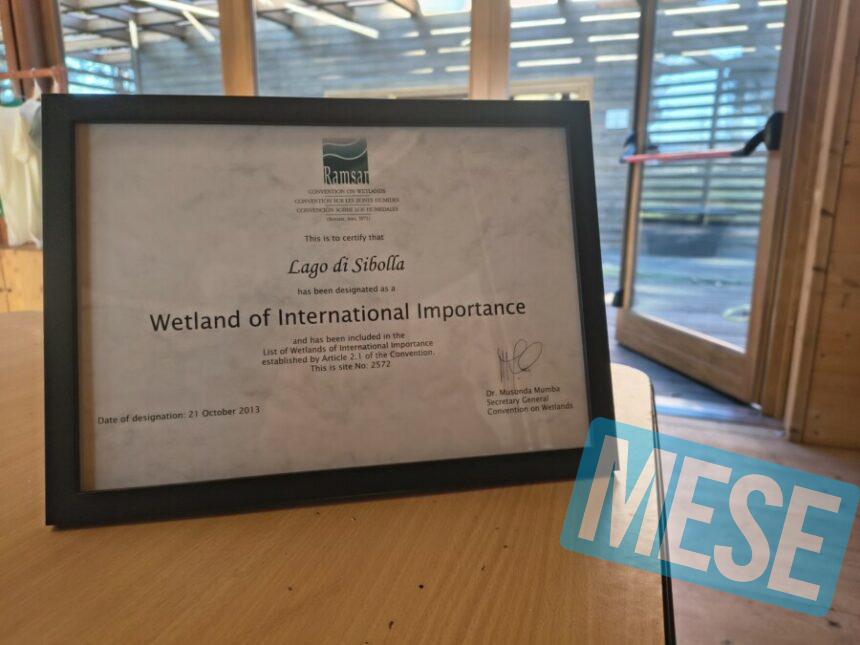 Ramsar
CONVENTION ON WETLANDS
CONVENTION SUR LES ZONES HUMIDES
CONVENCIÓN SOBRE LOS HUMEDALES
(Ramsar, Iran, 1971)
This is to certify that
Lago di Sibolla
has been designated as a
Wetland of International Importance
and has been included in the
List of Wetlands of International Importance
established by Article 2.1 of the Convention.
This is site No: 2572
Dr. Musonda Mumba
Secretary General
Convention on Wetlands
Date of designation: 21 October 2013
MESE